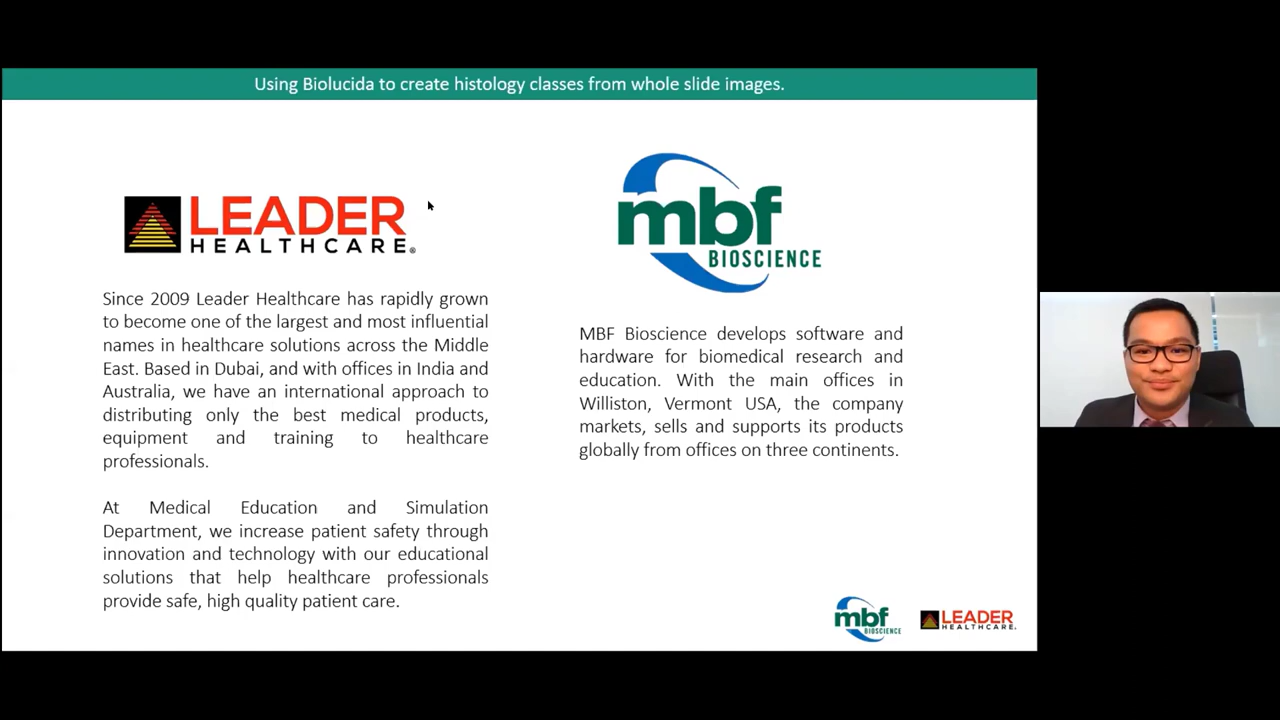 Using Biolucida to create histology classes from whole slide images.
LEADER
HEALTHCARE®
Since 2009 Leader Healthcare has rapidly grown
to become one of the largest and most influential
names in healthcare solutions across the Middle
East. Based in Dubai, and with offices in India and
Australia, we have an international approach to
distributing only the best medical products,
equipment and training to healthcare
professionals.
At Medical Education and Simulation
Department, we increase patient safety through
innovation and technology with our educational
solutions that help healthcare professionals
provide safe, high quality patient care.
mbf
BIOSCIENCE
MBF Bioscience develops software and
hardware for biomedical research and
education. With the main offices in
Williston, Vermont USA, the company
markets, sells and supports its products
globally from offices on three continents.
mbf
BIOSCIENCE
LEADER
HEALTHCARE®